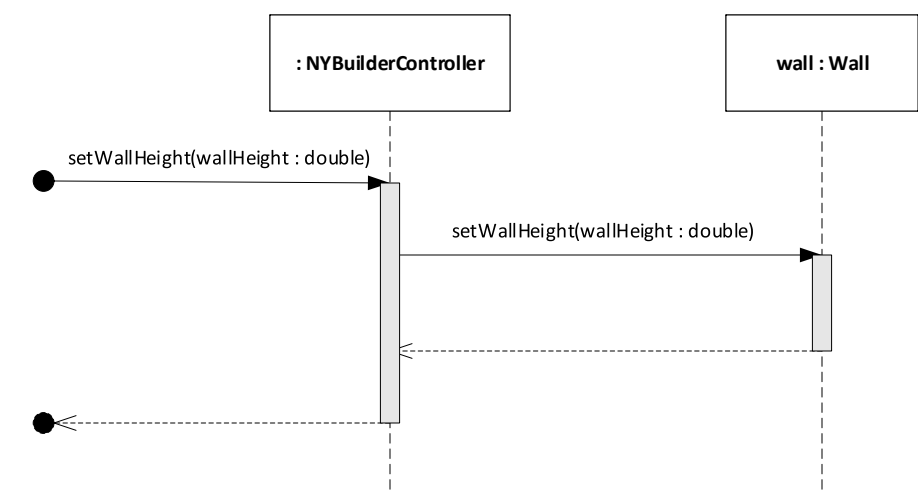 : NYBuilderController
wall : Wall
setWallHeight(wallHeight : double)
setWallHeight(wallHeight : double)